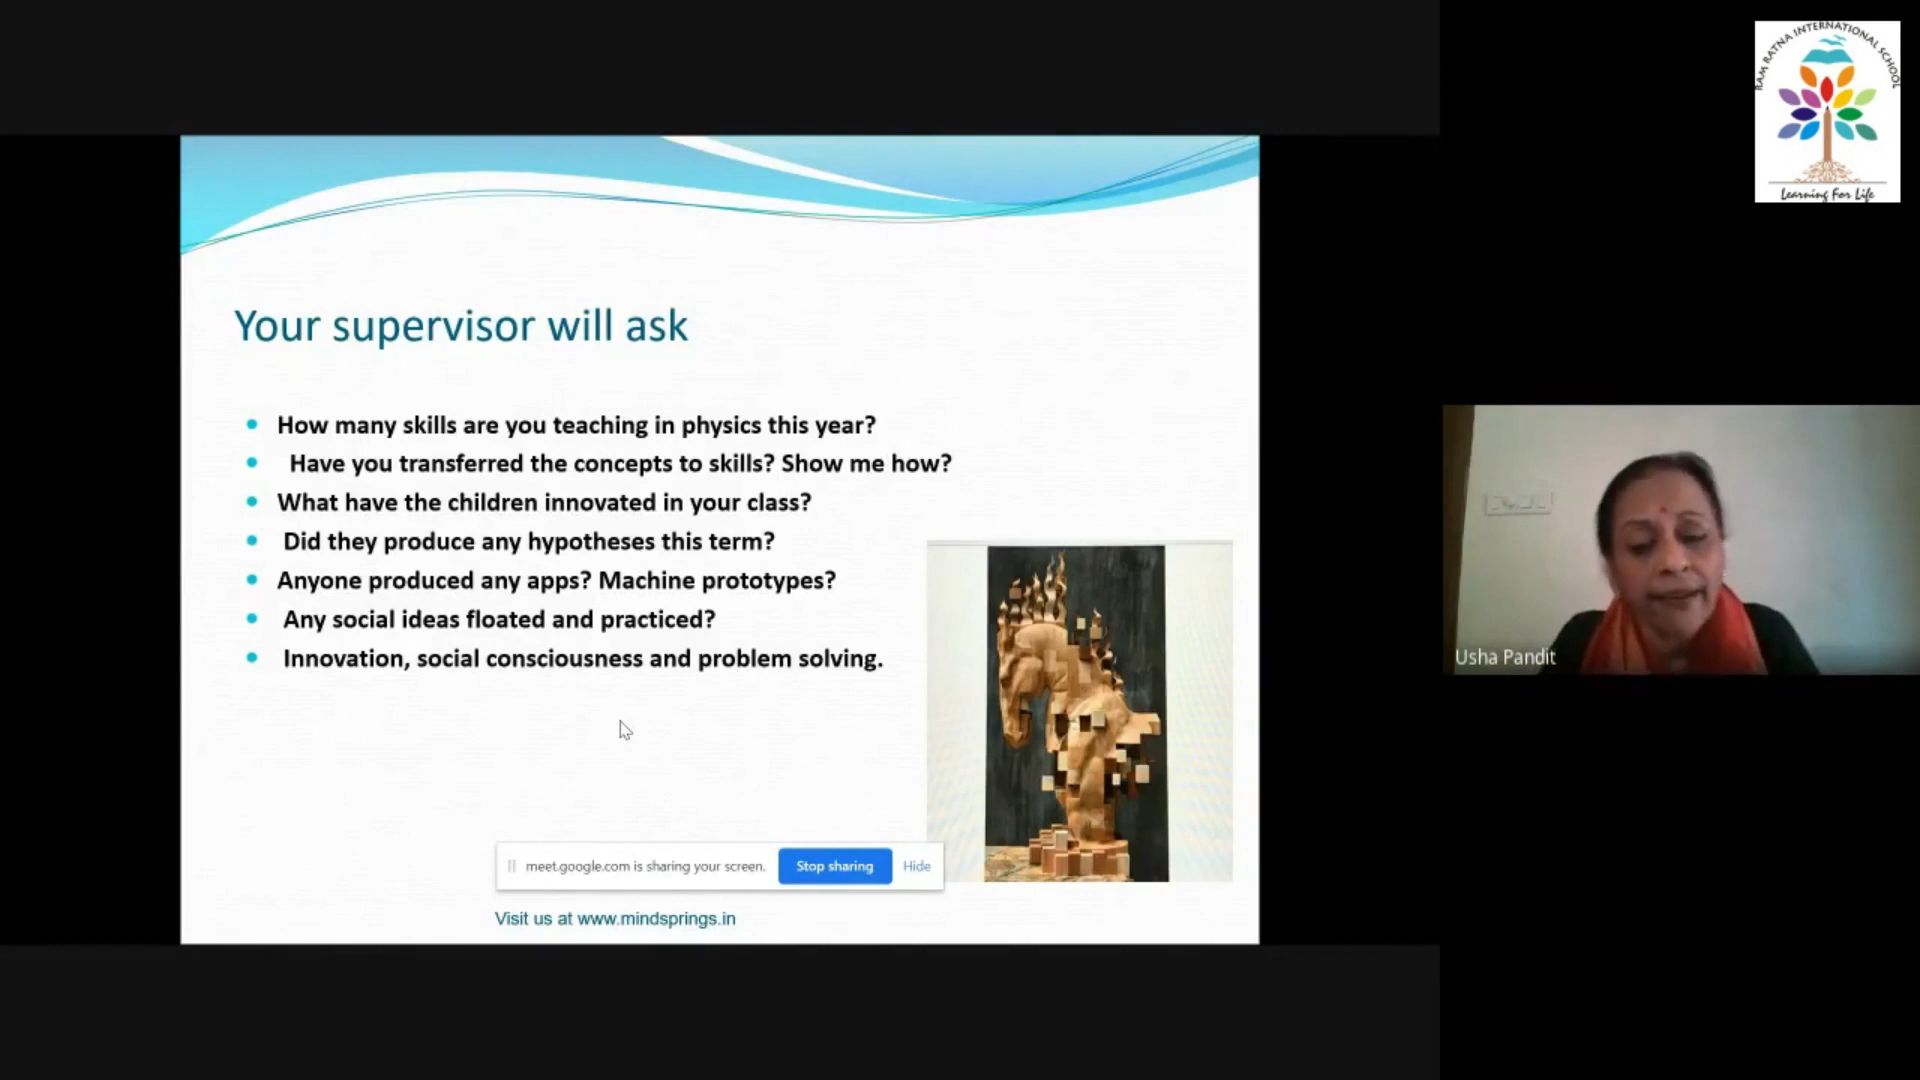 RAM RATNA INTERNATIONAL SCHOOL
Learning For Life
Your supervisor will ask
How many skills are you teaching in physics this year?
Have you transferred the concepts to skills? Show me how?
What have the children innovated in your class?
Did they produce any hypotheses this term?
Anyone produced any apps? Machine prototypes?
Any social ideas floated and practiced?
Innovation, social consciousness and problem solving.
meet.google.com is sharing your screen. Stop sharing Hide
Visit us at www.mindsprings.in
Usha Pandit